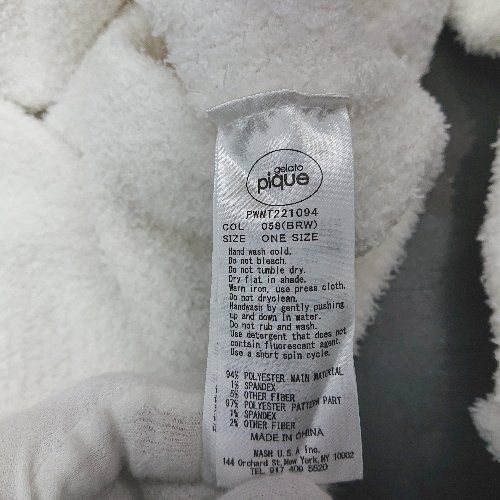 gelato
pique
PWNT221094
COL 058(BRW)
SIZE ONE SIZE
Hand wash cold.
Do not bleach.
Do not tumble dry.
Dry flat in shade.
Warm iron, use press cloth.
Do not dryclean.
Handwash by gently pushing
up and down in water.
Do not rub and wash.
Use detergent that does not
contain fluorescent agent.
Use a short spin cycle.
94% POLYESTER MAIN MATERIAL
1% SPANDEX
5% OTHER FIBER
97% POLYESTER PATTERN PART
1% SPANDEX
2% OTHER FIBER
MADE IN CHINA
MASH U.S.A inc.
144 Orchard St, New York, NY 10002
TEL 917 409 5520